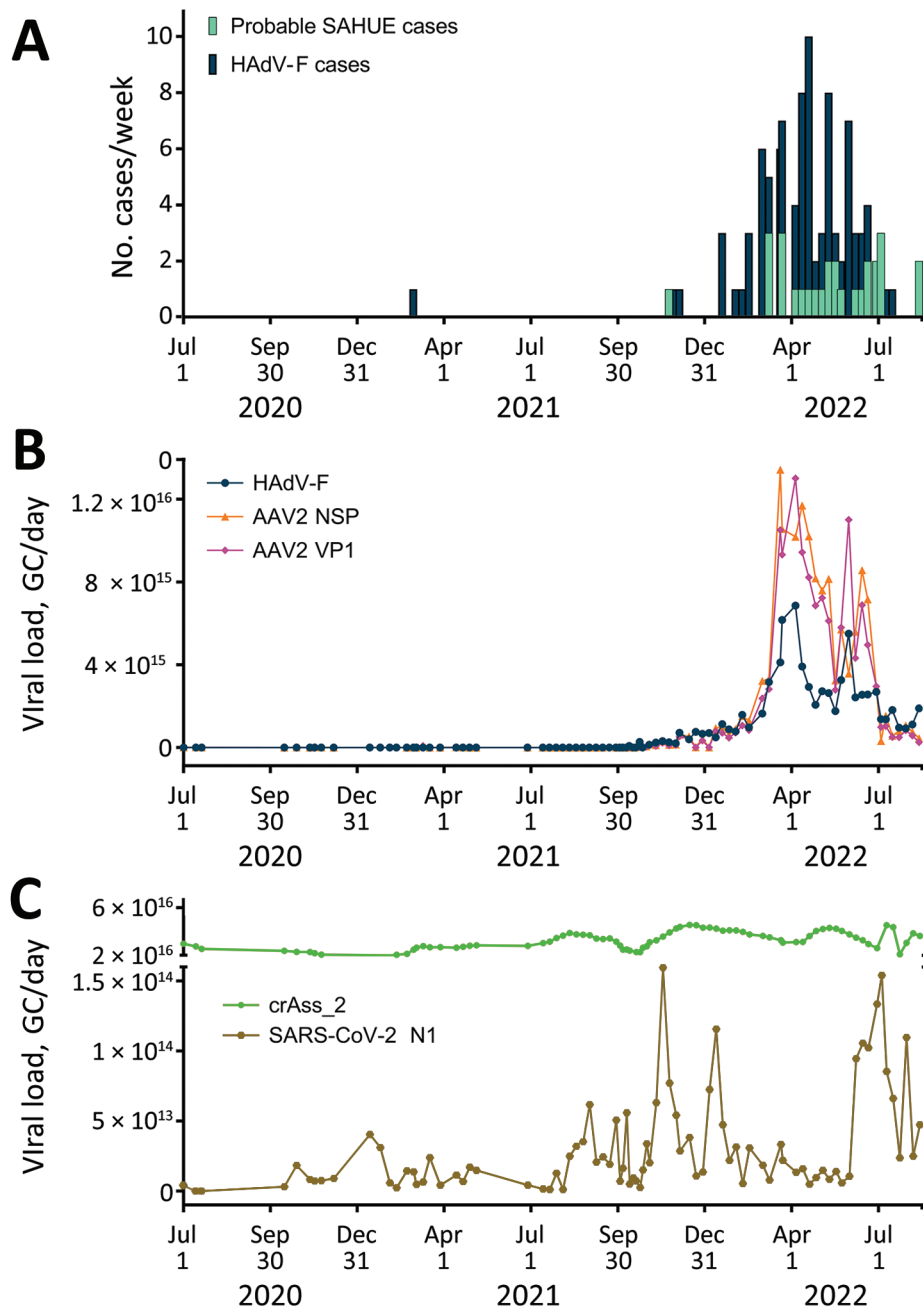 A
Probable SAHUE cases
HAdV-F cases
No. cases/week
10
8
6
4
2
0
Jul 1
Sep 30
Dec 31
Apr 1
Jul 1
Sep 30
Dec 31
Apr 1
Jul 1
2020
2021
2022
B
HAdV-F
AAV2 NSP
AAV2 VP1
VIral load, GC/day
0
1.2 × 10¹⁶
8 × 10¹⁵
4 × 10¹⁵
0
Jul 1
Sep 30
Dec 31
Apr 1
Jul 1
Sep 30
Dec 31
Apr 1
Jul 1
2020
2021
2022
C
6 × 10¹⁶
2 × 10¹⁶
1.5 × 10¹⁴
1 × 10¹⁴
5 × 10¹³
0
crAss_2
SARS-CoV-2 N1
VIral load, GC/day
Jul 1
Sep 30
Dec 31
Apr 1
Jul 1
Sep 30
Dec 31
Apr 1
Jul 1
2020
2021
2022